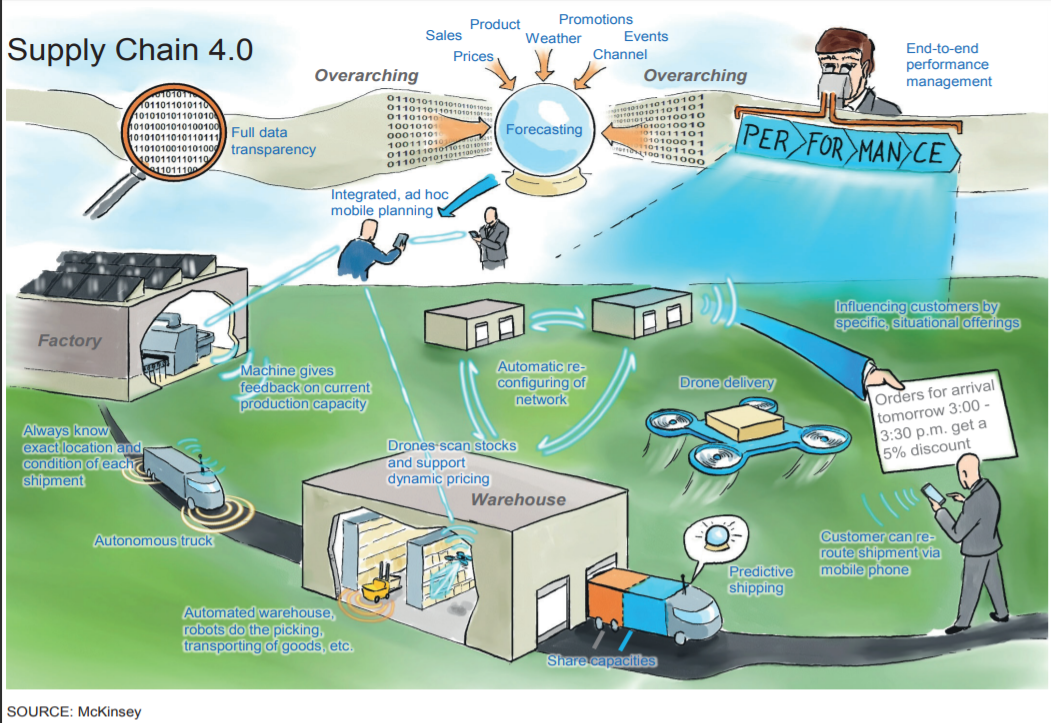 Supply Chain 4.0
Sales
Product
Promotions
Prices
Weather
Events
Channel
Overarching
Overarching
End-to-end
performance
management
Full data
transparency
Forecasting
PER FOR MAN CE
Integrated, ad hoc
mobile planning
Factory
Machine gives
feedback on current
production capacity
Automatic re-
configuring of
network
Influencing customers by
specific, situational offerings
Drone delivery
Orders for arrival
tomorrow 3:00 -
3:30 p.m. get a
5% discount
Always know
exact location and
condition of each
shipment
Autonomous truck
Drones scan stocks
and support
dynamic pricing
Warehouse
Customer can re-
route shipment via
mobile phone
Predictive
shipping
Automated warehouse,
robots do the picking,
transporting of goods, etc.
Share capacities
SOURCE: McKinsey